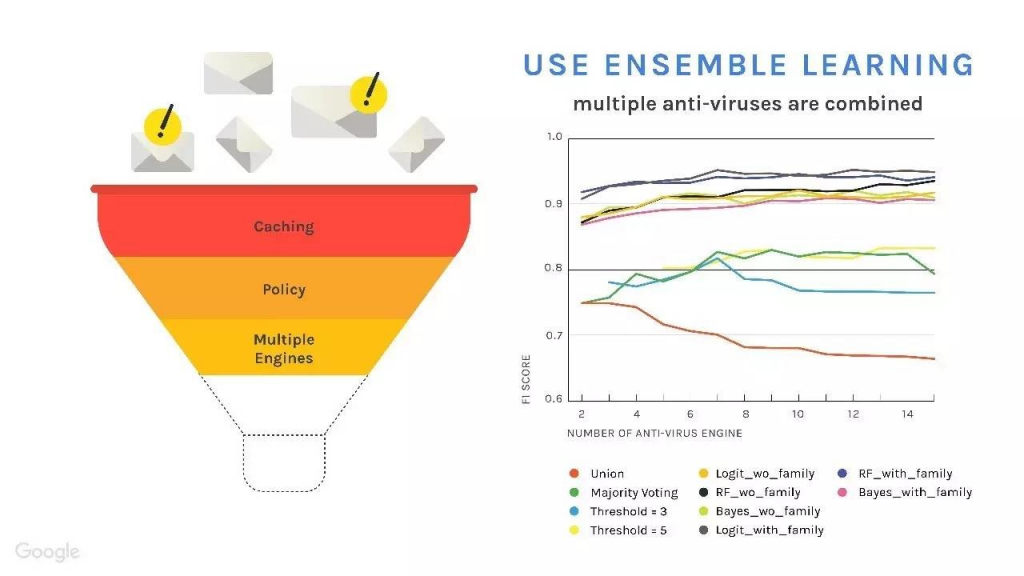 USE ENSEMBLE LEARNING
multiple anti-viruses are combined
Caching
Policy
Multiple
Engines
1.0
0.9
0.8
0.7
0.6
F1 SCORE
2 4 6 8 10 12 14
NUMBER OF ANTI-VIRUS ENGINE
Union
Majority Voting
Threshold = 3
Threshold = 5
Logit_wo_family
RF_wo_family
Bayes_wo_family
Logit_with_family
RF_with_family
Bayes_with_family
Google